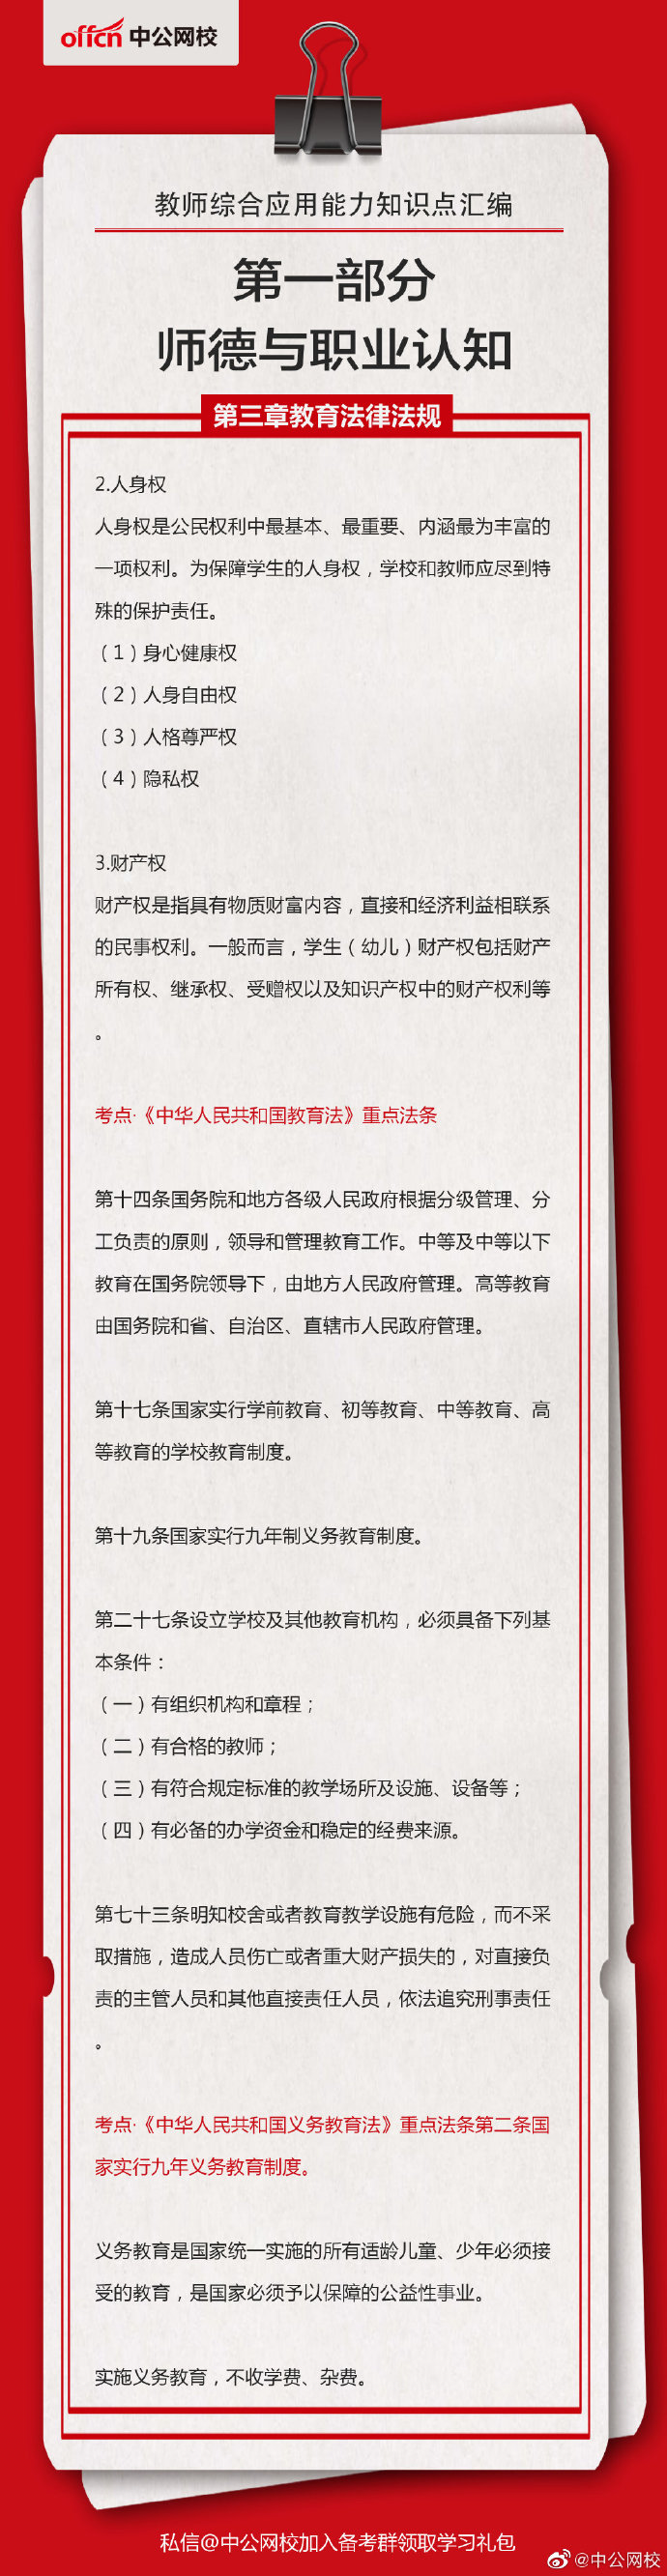 offcn 中公网校
教师综合应用能力知识点汇编
第一部分
师德与职业认知
第三章教育法律法规
2.人身权
人身权是公民权利中最基本、最重要、内涵最为丰富的
一项权利。为保障学生的人身权，学校和教师应尽到特
殊的保护责任。
（1）身心健康权
（2）人身自由权
（3）人格尊严权
（4）隐私权
3.财产权
财产权是指具有物质财富内容，直接和经济利益相联系
的民事权利。一般而言，学生（幼儿）财产权包括财产
所有权、继承权、受赠权以及知识产权中的财产权利等
。
考点·《中华人民共和国教育法》重点法条
第十四条国务院和地方各级人民政府根据分级管理、分
工负责的原则，领导和管理教育工作。中等及中等以下
教育在国务院领导下，由地方人民政府管理。高等教育
由国务院和省、自治区、直辖市人民政府管理。
第十七条国家实行学前教育、初等教育、中等教育、高
等教育的学校教育制度。
第十九条国家实行九年制义务教育制度。
第二十七条设立学校及其他教育机构，必须具备下列基
本条件：
（一）有组织机构和章程；
（二）有合格的教师；
（三）有符合规定标准的教学场所及设施、设备等；
（四）有必备的办学资金和稳定的经费来源。
第七十三条明知校舍或者教育教学设施有危险，而不采
取措施，造成人员伤亡或者重大财产损失的，对直接负
责的主管人员和其他直接责任人员，依法追究刑事责任
。
考点·《中华人民共和国义务教育法》重点法条第二条国
家实行九年义务教育制度。
义务教育是国家统一实施的所有适龄儿童、少年必须接
受的教育，是国家必须予以保障的公益性事业。
实施义务教育，不收学费、杂费。
私信@中公网校加入备考群领取学习礼包
@中公网校